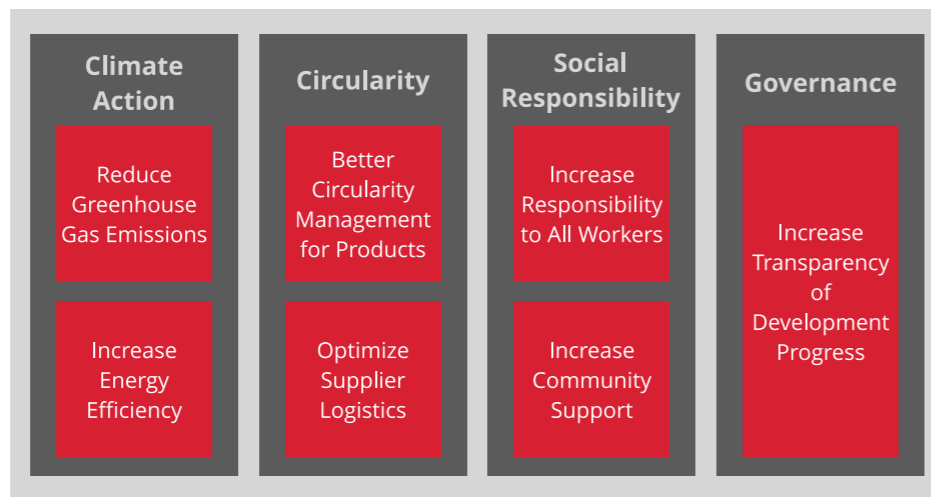 Climate
Action
Reduce
Greenhouse
Gas Emissions
Increase
Energy
Efficiency
Circularity
Better
Circularity
Management
for Products
Optimize
Supplier
Logistics
Social
Responsibility
Increase
Responsibility
to All Workers
Increase
Community
Support
Governance
Increase
Transparency
of
Development
Progress